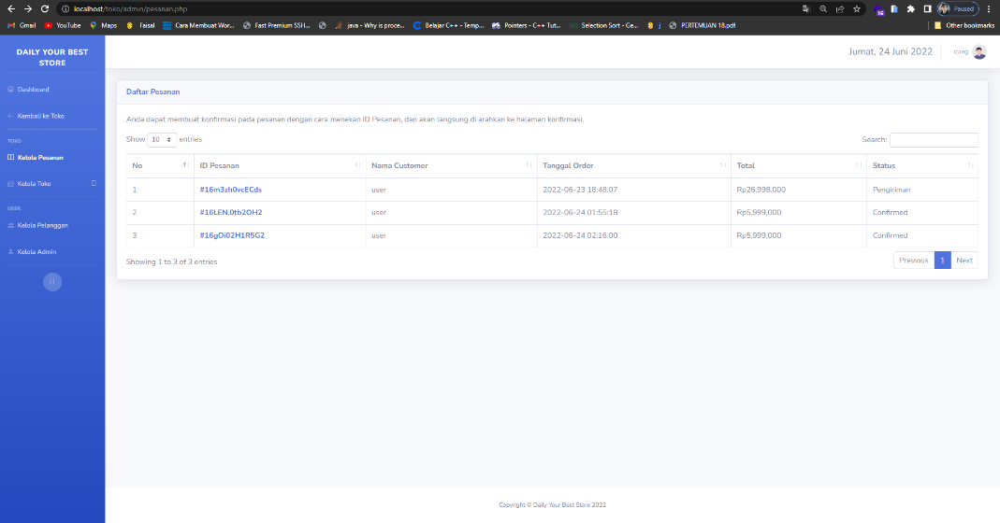 localhost/toko/admin/pesanan.php
Paused
Gmail YouTube Maps Faisal Cara Membuat Wor... Fast Premium SSH... java - Why is proce... Belajar C++ - Temp... Pointers - C++ Tut... Selection Sort - Ge... j PERTEMUAN 18.pdf Other bookmarks
DAILY YOUR BEST
STORE
Dashboard
Kembali ke Toko
TOKO
Kelola Pesanan
Kelola Toko
USER
Kelola Pelanggan
Kelola Admin
Jumat, 24 Juni 2022 icang
Daftar Pesanan
Anda dapat membuat konfirmasi pada pesanan dengan cara menekan ID Pesanan, dan akan langsung di arahkan ke halaman konfirmasi.
Show 10 entries Search:
No ID Pesanan Nama Customer Tanggal Order Total Status
1 #16m3zh0vcECds user 2022-06-23 18:48:07 Rp26,998,000 Pengiriman
2 #16LEN.0tb2OH2 user 2022-06-24 01:55:18 Rp5,999,000 Confirmed
3 #16gOi02H1R5G2 user 2022-06-24 02:16:00 Rp5,999,000 Confirmed
Showing 1 to 3 of 3 entries Previous 1 Next
Copyright © Daily Your Best Store 2022